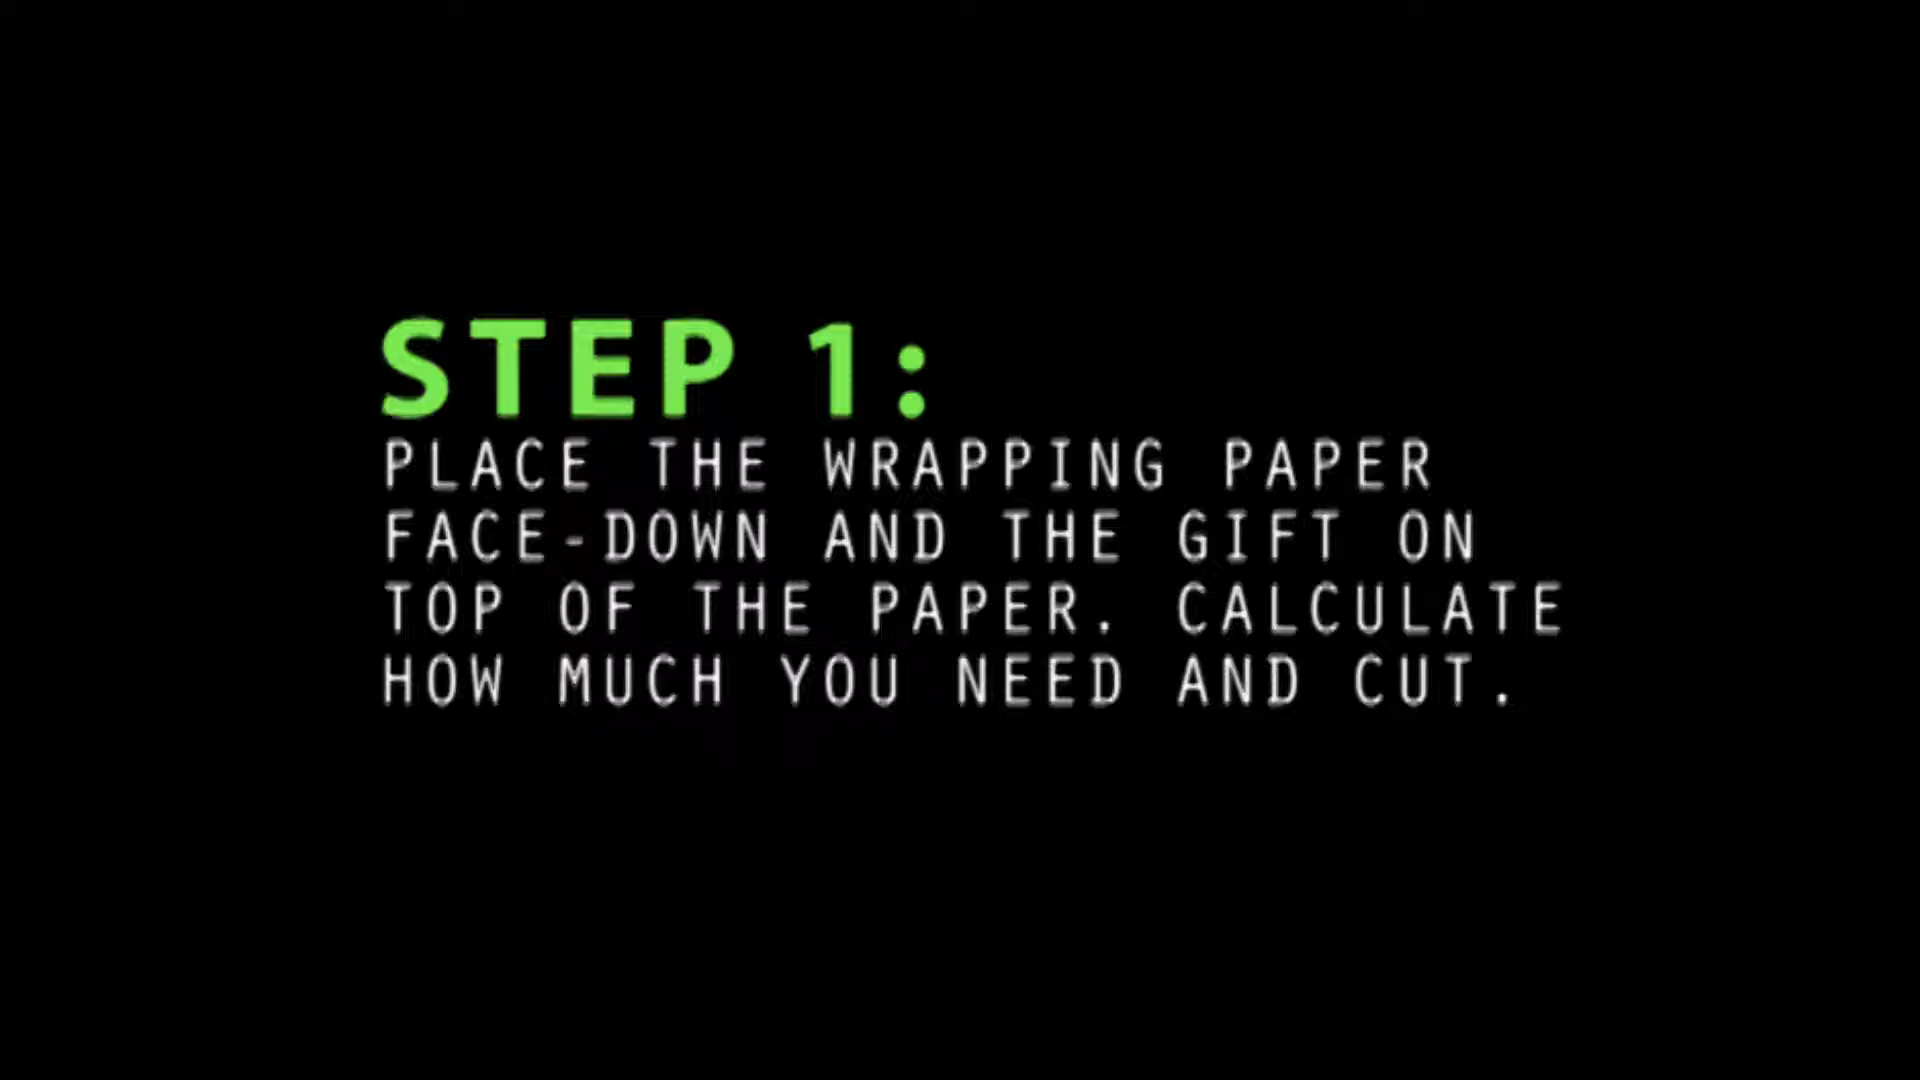 STEP 1:
PLACE THE WRAPPING PAPER
FACE-DOWN AND THE GIFT ON
TOP OF THE PAPER. CALCULATE
HOW MUCH YOU NEED AND CUT.